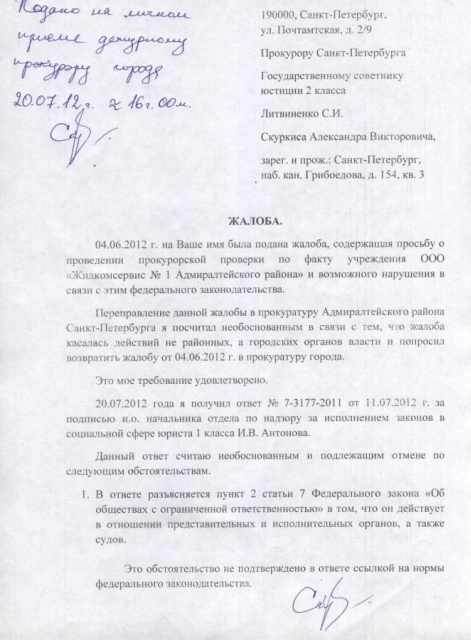 Подано на личном
приеме дежурному
прокурору города
20.07.12 г. в 16 г. 00 м.
190000, Санкт-Петербург,
ул. Почтамтская, д. 2/9
Прокурору Санкт-Петербурга
Государственному советнику
юстиции 2 класса
Литвиненко С.И.
Скуркиса Александра Викторовича,
зарег. и прож.: Санкт-Петербург,
наб. кан. Грибоедова, д. 154, кв. 3
ЖАЛОБА.
04.06.2012 г. на Ваше имя была подана жалоба, содержащая просьбу о
проведении прокурорской проверки по факту учреждения ООО
«Жилкомсервис № 1 Адмиралтейского района» и возможного нарушения в
связи с этим федерального законодательства.
Переправление данной жалобы в прокуратуру Адмиралтейского района
Санкт-Петербурга я посчитал необоснованным в связи с тем, что жалоба
касалась действий не районных, а городских органов власти и попросил
возвратить жалобу от 04.06.2012 г. в прокуратуру города.
Это мое требование удовлетворено.
20.07.2012 года я получил ответ № 7-3177-2011 от 11.07.2012 г. за
подписью и.о. начальника отдела по надзору за исполнением законов в
социальной сфере юриста 1 класса И.В. Антонова.
Данный ответ считаю необоснованным и подлежащим отмене по
следующим обстоятельствам.
1. В ответе разъясняется пункт 2 статьи 7 Федерального закона «Об
обществах с ограниченной ответственностью» в том, что он действует
в отношении представительных и исполнительных органов, а также
судов.
Это обстоятельство не подтверждено в ответе ссылкой на нормы
федерального законодательства.